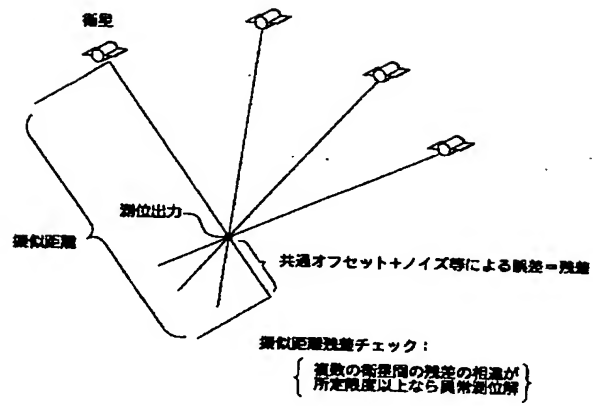 衛星
測位出力
擬似距離
共通オフセット+ノイズ等による誤差=残差
擬似距離残差チェック:
複数の衛星間の残差の相違が
所定限度以上なら異常測位解